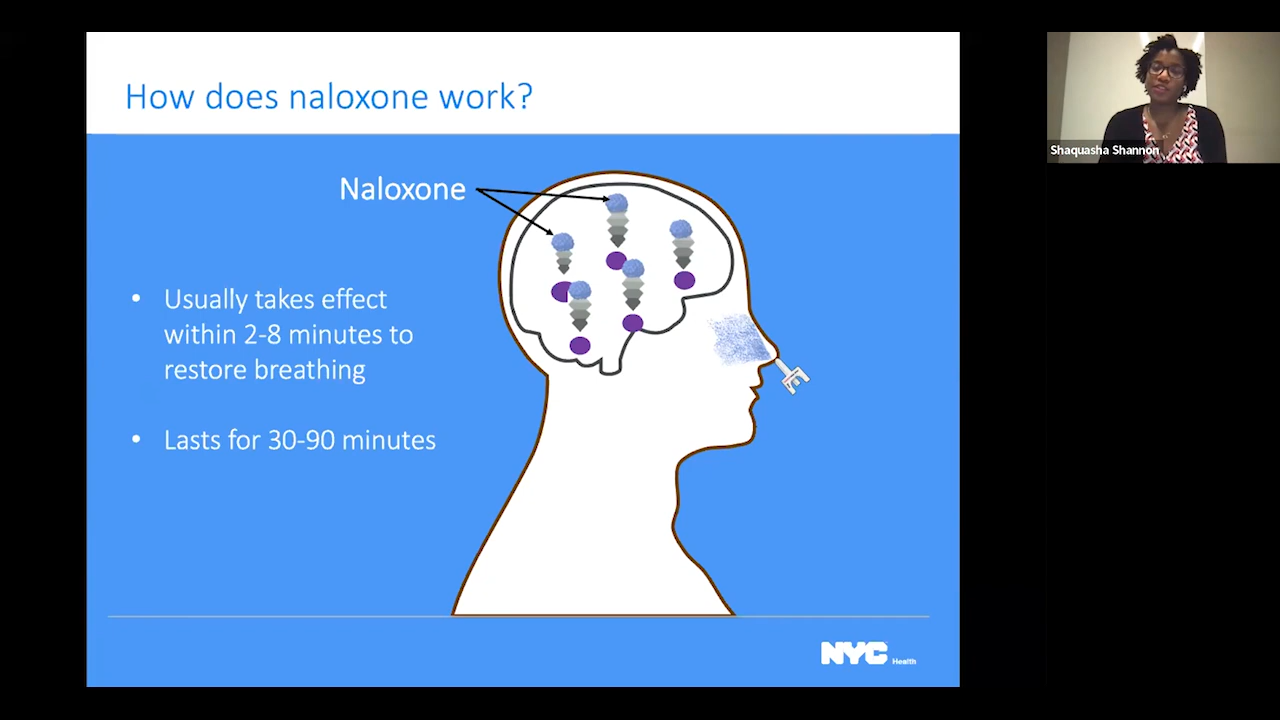 How does naloxone work?
Naloxone
• Usually takes effect
within 2-8 minutes to
restore breathing
• Lasts for 30-90 minutes
NYC Health
Shaquasha Shannon